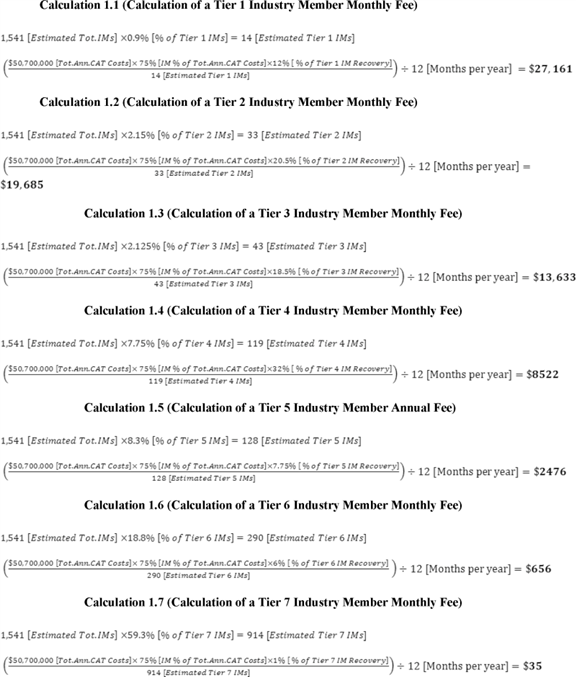 Calculation 1.1 (Calculation of a Tier 1 Industry Member Monthly Fee)
1,541 [Estimated Tot.IMs] ×0.9% [% of Tier 1 IMs] = 14 [Estimated Tier 1 IMs]
($50,700,000 [Tot.Ann.CAT Costs]× 75% [IM % of Tot.Ann.CAT Costs]×12% [ % of Tier 1 IM Recovery]
14 [Estimated Tier 1 IMs]) ÷ 12 [Months per year] = $27,161
Calculation 1.2 (Calculation of a Tier 2 Industry Member Monthly Fee)
1,541 [Estimated Tot.IMs] ×2.15% [% of Tier 2 IMs] = 33 [Estimated Tier 2 IMs]
($50,700,000 [Tot.Ann.CAT Costs]× 75% [IM % of Tot.Ann.CAT Costs]×20.5% [ % of Tier 2 IM Recovery]
33 [Estimated Tier 2 IMs]) ÷ 12 [Months per year] =
$19,685
Calculation 1.3 (Calculation of a Tier 3 Industry Member Monthly Fee)
1,541 [Estimated Tot.IMs] ×2.125% [% of Tier 3 IMs] = 43 [Estimated Tier 3 IMs]
($50,700,000 [Tot.Ann.CAT Costs]× 75% [IM % of Tot.Ann.CAT Costs]×18.5% [ % of Tier 3 IM Recovery]
43 [Estimated Tier 3 IMs]) ÷ 12 [Months per year] = $13,633
Calculation 1.4 (Calculation of a Tier 4 Industry Member Monthly Fee)
1,541 [Estimated Tot.IMs] ×7.75% [% of Tier 4 IMs] = 119 [Estimated Tier 4 IMs]
($50,700,000 [Tot.Ann.CAT Costs]× 75% [IM % of Tot.Ann.CAT Costs]×32% [ % of Tier 4 IM Recovery]
119 [Estimated Tier 4 IMs]) ÷ 12 [Months per year] = $8522
Calculation 1.5 (Calculation of a Tier 5 Industry Member Annual Fee)
1,541 [Estimated Tot.IMs] ×8.3% [% of Tier 5 IMs] = 128 [Estimated Tier 5 IMs]
($50,700,000 [Tot.Ann.CAT Costs]× 75% [IM % of Tot.Ann.CAT Costs]×7.75% [ % of Tier 5 IM Recovery]
128 [Estimated Tier 5 IMs]) ÷ 12 [Months per year] = $2476
Calculation 1.6 (Calculation of a Tier 6 Industry Member Monthly Fee)
1,541 [Estimated Tot.IMs] ×18.8% [% of Tier 6 IMs] = 290 [Estimated Tier 6 IMs]
($50,700,000 [Tot.Ann.CAT Costs]× 75% [IM % of Tot.Ann.CAT Costs]×6% [ % of Tier 6 IM Recovery]
290 [Estimated Tier 6 IMs]) ÷ 12 [Months per year] = $656
Calculation 1.7 (Calculation of a Tier 7 Industry Member Monthly Fee)
1,541 [Estimated Tot.IMs] ×59.3% [% of Tier 7 IMs] = 914 [Estimated Tier 7 IMs]
($50,700,000 [Tot.Ann.CAT Costs]× 75% [IM % of Tot.Ann.CAT Costs]×1% [ % of Tier 7 IM Recovery]
914 [Estimated Tier 7 IMs]) ÷ 12 [Months per year] = $35